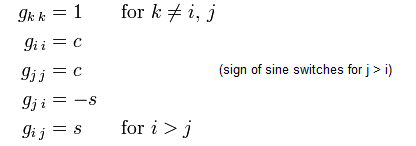 g_{k k} = 1 for k ≠ i, j
g_{i i} = c
g_{j j} = c (sign of sine switches for j > i)
g_{j i} = −s
g_{i j} = s for i > j